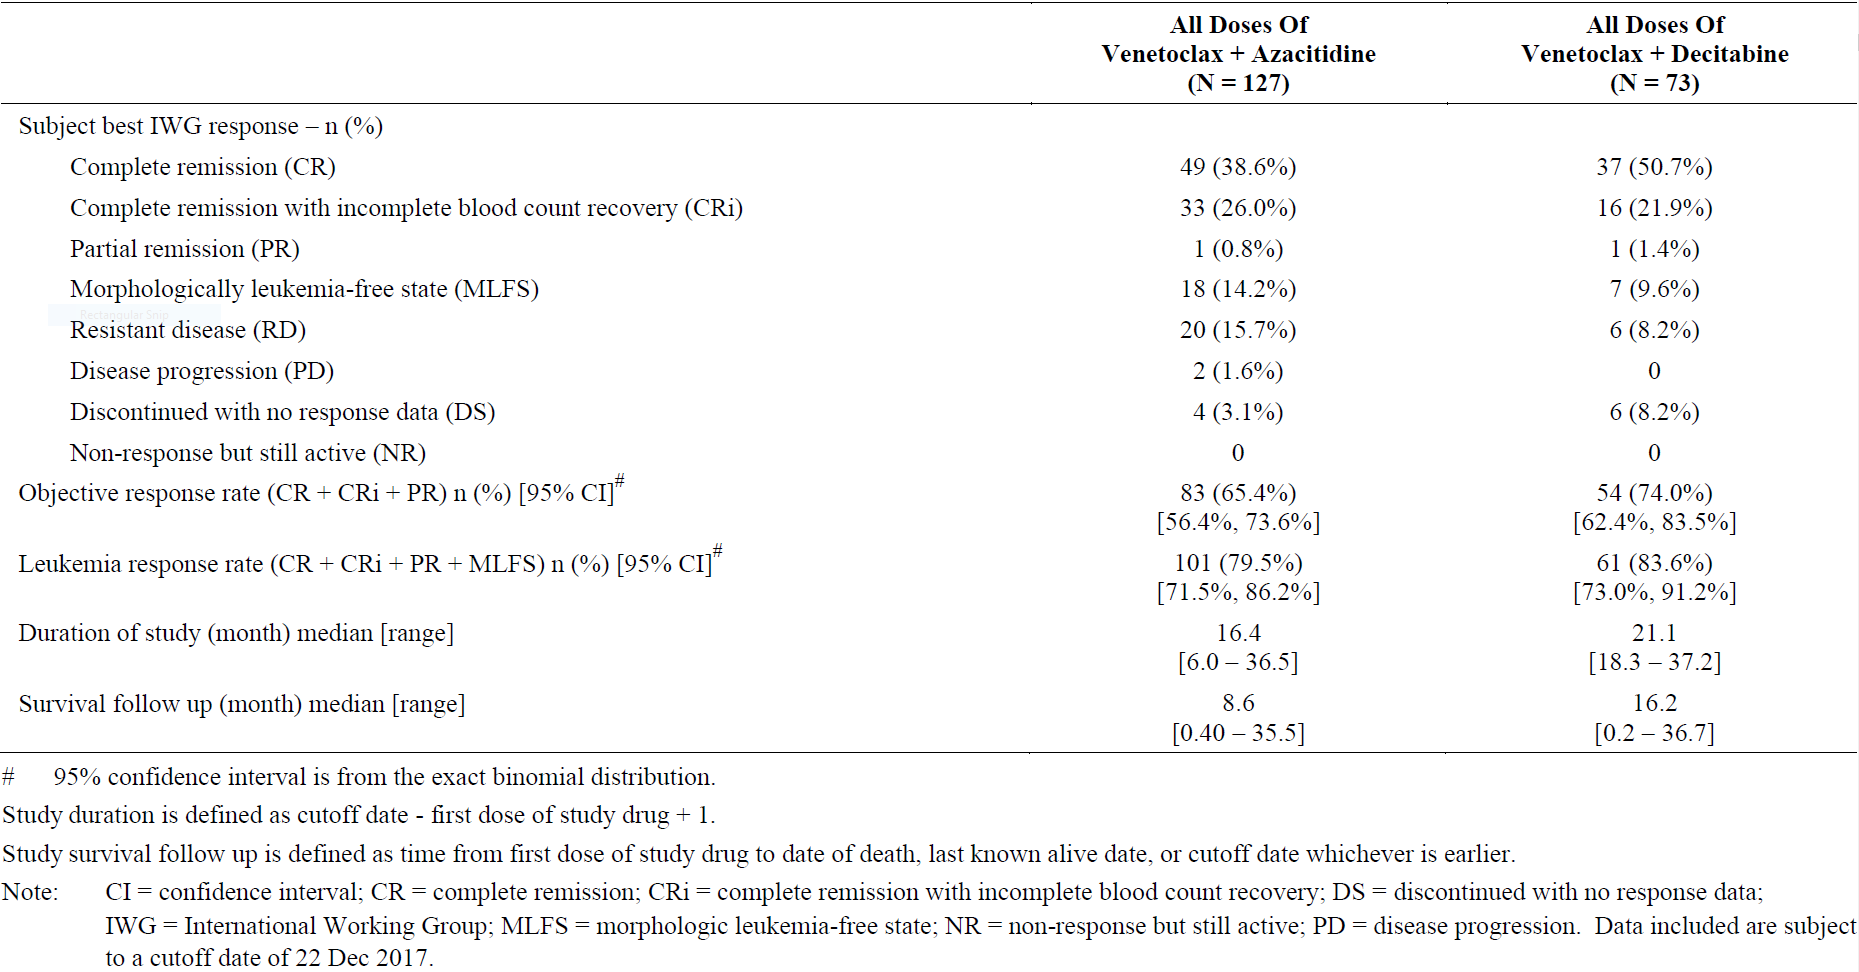 All Doses Of Venetoclax + Azacitidine (N = 127) All Doses Of Venetoclax + Decitabine (N = 73)
Subject best IWG response – n (%)
Complete remission (CR) 49 (38.6%) 37 (50.7%)
Complete remission with incomplete blood count recovery (CRi) 33 (26.0%) 16 (21.9%)
Partial remission (PR) 1 (0.8%) 1 (1.4%)
Morphologically leukemia-free state (MLFS) 18 (14.2%) 7 (9.6%)
Rectangular Snip
Resistant disease (RD) 20 (15.7%) 6 (8.2%)
Disease progression (PD) 2 (1.6%) 0
Discontinued with no response data (DS) 4 (3.1%) 6 (8.2%)
Non-response but still active (NR) 0 0
Objective response rate (CR + CRi + PR) n (%) [95% CI]# 83 (65.4%) 54 (74.0%)
[56.4%, 73.6%] [62.4%, 83.5%]
Leukemia response rate (CR + CRi + PR + MLFS) n (%) [95% CI]# 101 (79.5%) 61 (83.6%)
[71.5%, 86.2%] [73.0%, 91.2%]
Duration of study (month) median [range] 16.4 21.1
[6.0 – 36.5] [18.3 – 37.2]
Survival follow up (month) median [range] 8.6 16.2
[0.40 – 35.5] [0.2 – 36.7]
# 95% confidence interval is from the exact binomial distribution.
Study duration is defined as cutoff date - first dose of study drug + 1.
Study survival follow up is defined as time from first dose of study drug to date of death, last known alive date, or cutoff date whichever is earlier.
Note: CI = confidence interval; CR = complete remission; CRi = complete remission with incomplete blood count recovery; DS = discontinued with no response data;
IWG = International Working Group; MLFS = morphologic leukemia-free state; NR = non-response but still active; PD = disease progression. Data included are subject
to a cutoff date of 22 Dec 2017.